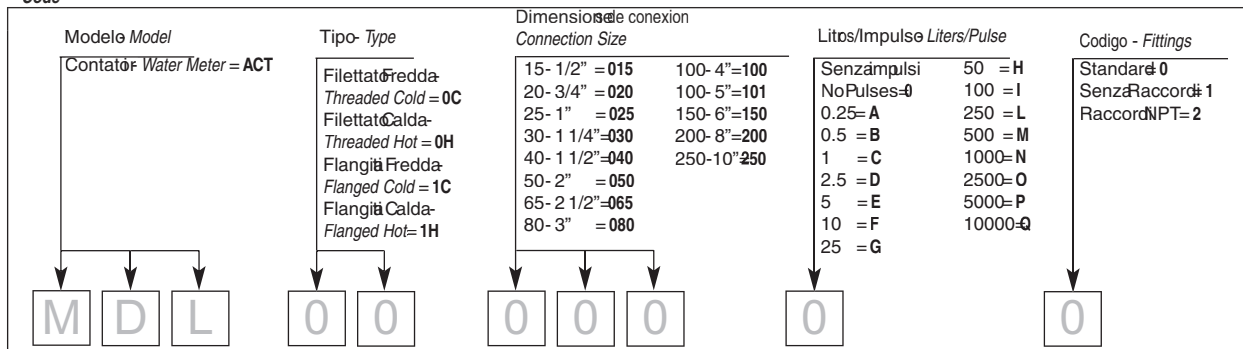 Code
Modelo - Model
Contator - Water Meter = ACT
Tipo - Type
Filettato Fredda -
Threaded Cold = 0C
Filettato Calda -
Threaded Hot = 0H
Flangita Fredda -
Flanged Cold = 1C
Flangita Calda -
Flanged Hot = 1H
Dimensione de conexion
Connection Size
15 - 1/2” = 015
20 - 3/4” = 020
25 - 1” = 025
30 - 1 1/4” = 030
40 - 1 1/2” = 040
50 - 2” = 050
65 - 2 1/2” = 065
80 - 3” = 080
100 - 4” = 100
100 - 5” = 101
150 - 6” = 150
200 - 8” = 200
250 - 10” = 250
Litros/Impulso - Liters/Pulse
Senza impulsi
No Pulses = 0
0.25 = A
0.5 = B
1 = C
2.5 = D
5 = E
10 = F
25 = G
50 = H
100 = I
250 = L
500 = M
1000 = N
2500 = O
5000 = P
10000 = Q
Codigo - Fittings
Standard = 0
Senza Raccordi = 1
Raccordi NPT = 2
M D L 0 0 0 0 0 0 0